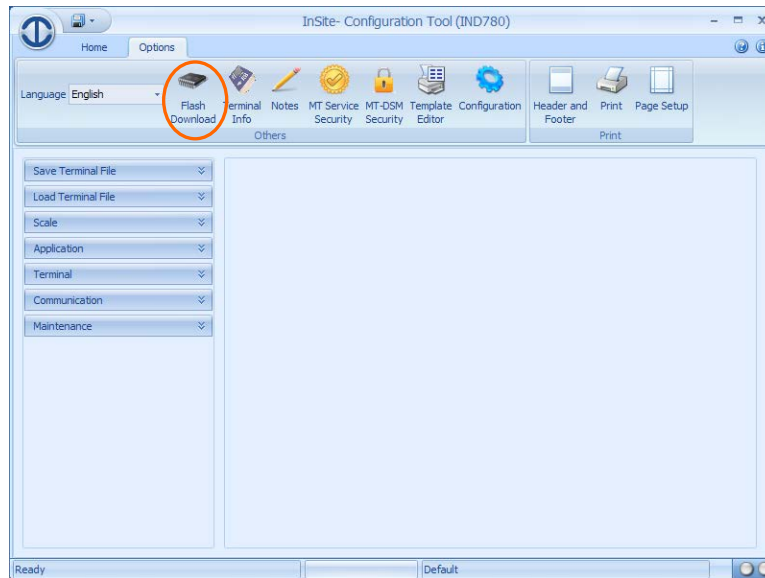 InSite- Configuration Tool (IND780)
Home Options
Language English
Flash Download
Terminal Info
Notes
MT Service Security
MT-DSM Security
Template Editor
Configuration
Header and Footer
Print
Page Setup
Others
Print
Save Terminal File
Load Terminal File
Scale
Application
Terminal
Communication
Maintenance
Ready
Default